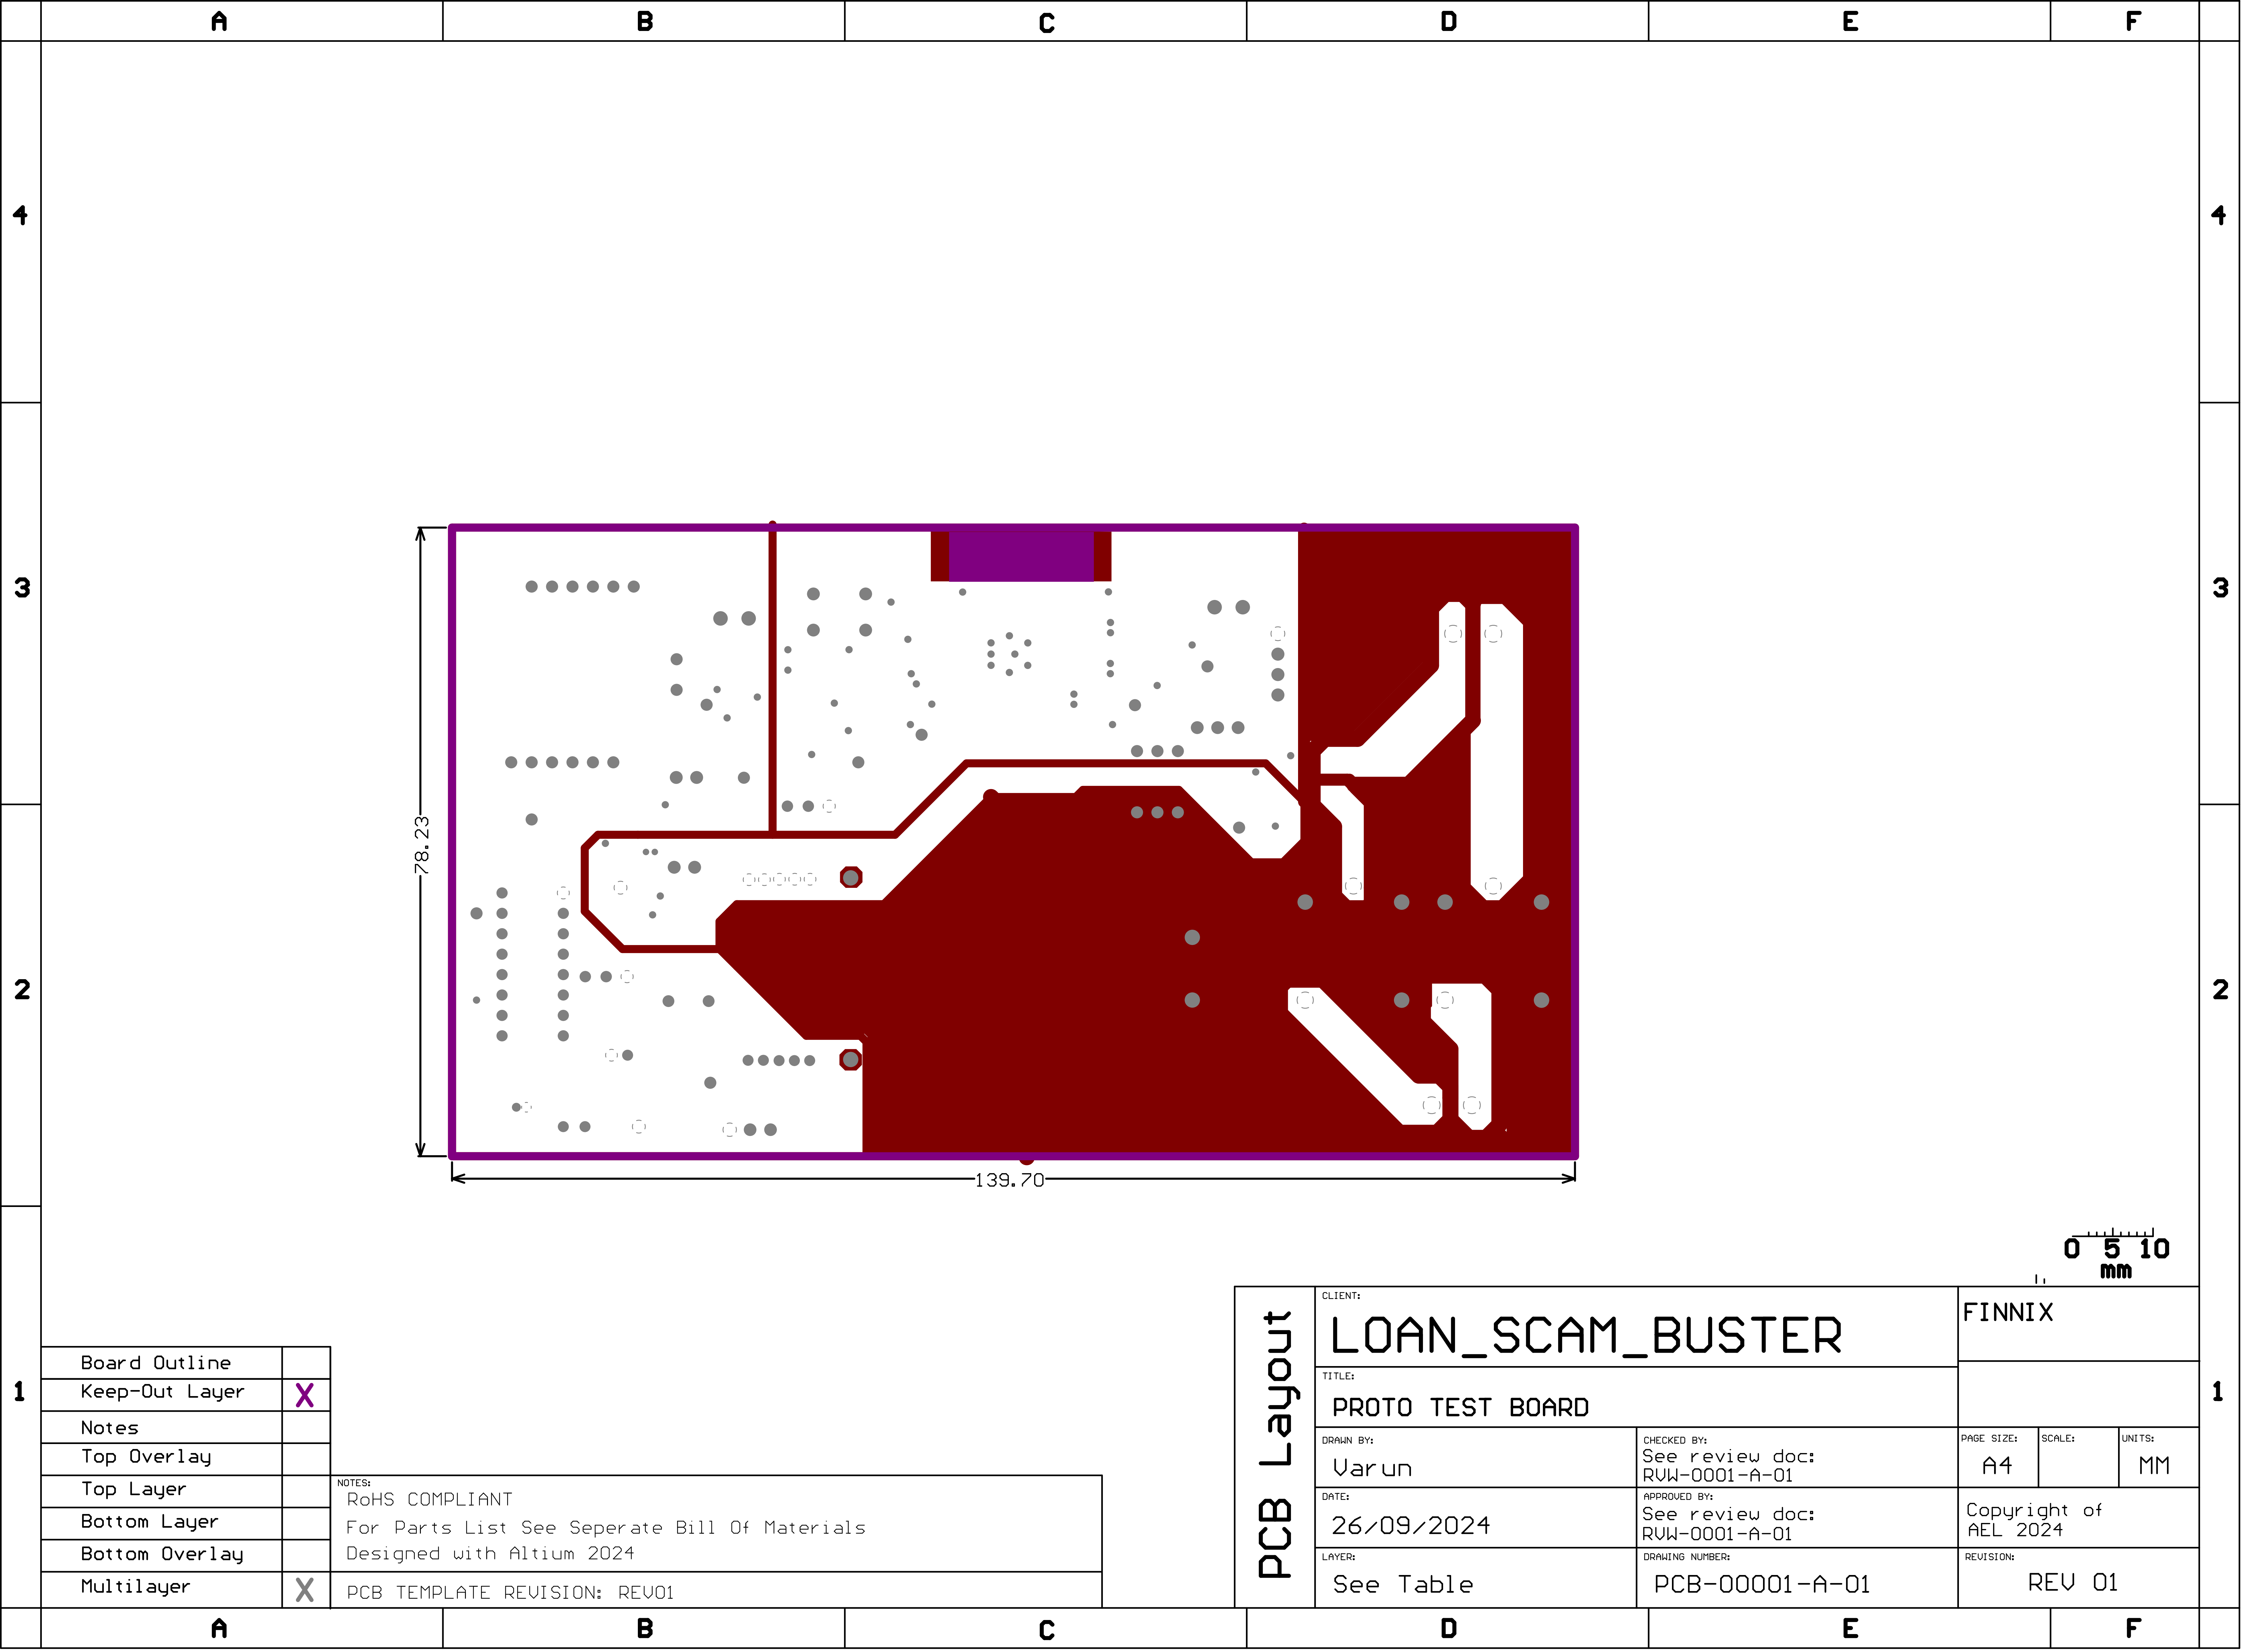 A B C D E F
4 4
3 3
78.23
2 2
139.70
0 5 10
mm
1 1
Board Outline
Keep-Out Layer X
Notes
Top Overlay
Top Layer
Bottom Layer
Bottom Overlay
Multilayer X
NOTES:
RoHS COMPLIANT
For Parts List See Seperate Bill Of Materials
Designed with Altium 2024
PCB TEMPLATE REVISION: REV01
PCB Layout
CLIENT:
LOAN_SCAM_BUSTER
FINNIX
TITLE:
PROTO TEST BOARD
DRAWN BY:
Varun
CHECKED BY:
See review doc:
RVW-0001-A-01
PAGE SIZE:
A4
SCALE:
UNITS:
MM
DATE:
26/09/2024
APPROVED BY:
See review doc:
RVW-0001-A-01
Copyright of
AEL 2024
LAYER:
See Table
DRAWING NUMBER:
PCB-00001-A-01
REVISION:
REV 01
A B C D E F